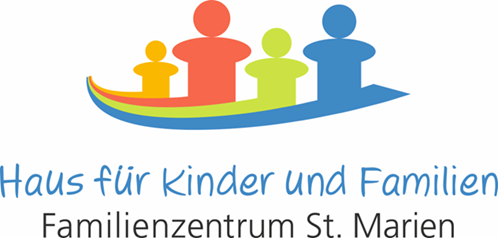 Haus für Kinder und Familien
Familienzentrum St. Marien